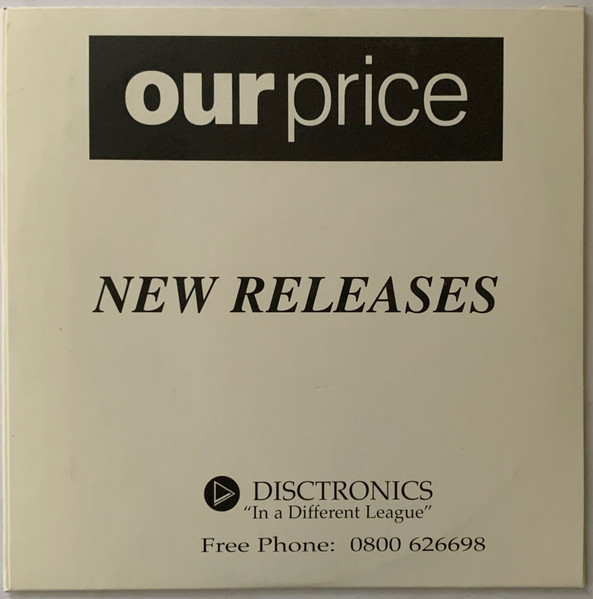 ourprice
NEW RELEASES
DISCTRONICS
“In a Different League”
Free Phone: 0800 626698